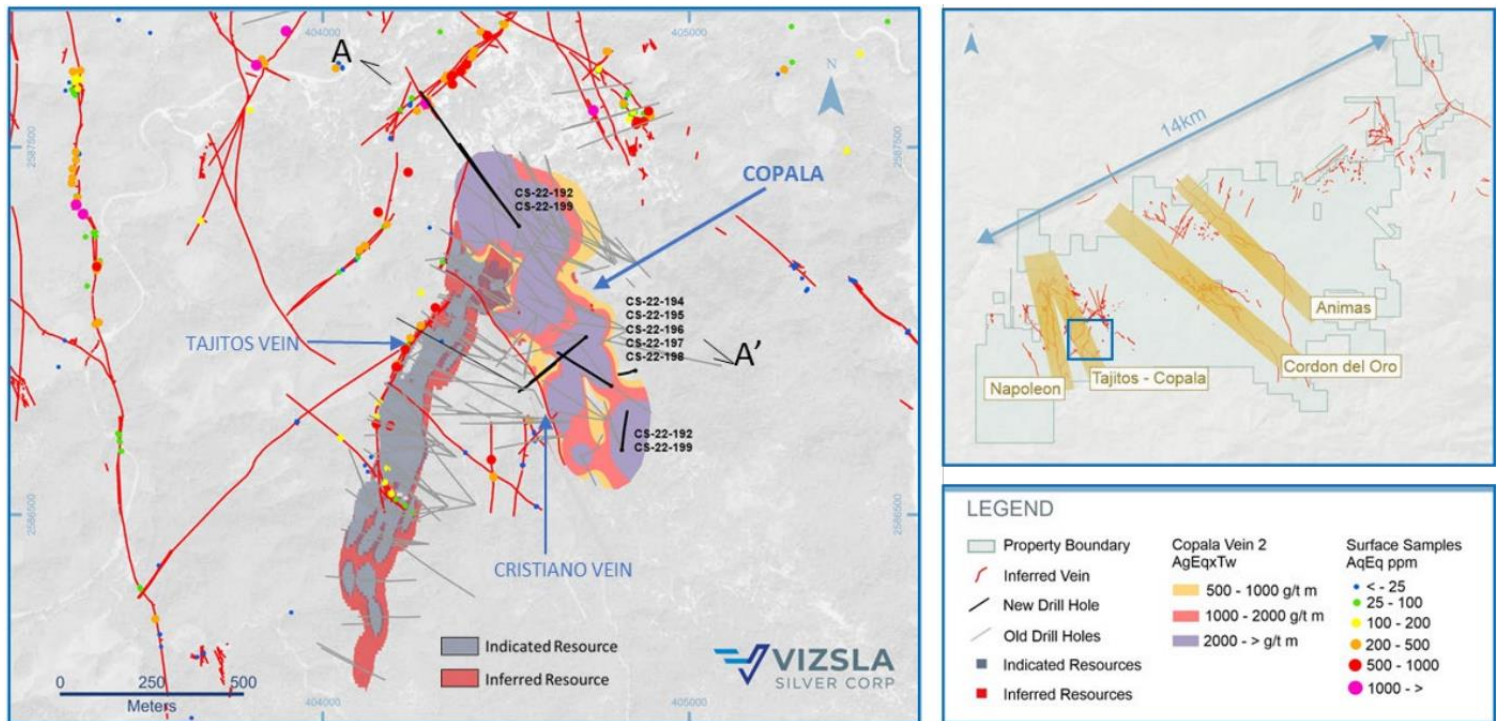 404000
405000
A
N
2587500
2587500
COPALA
CS-22-192
CS-22-199
CS-22-194
CS-22-195
CS-22-196
CS-22-197
CS-22-198
TAJITOS VEIN
A'
CS-22-192
CS-22-199
2586500
2586500
CRISTIANO VEIN
Indicated Resource
Inferred Resource
VIZSLA
SILVER CORP
0 250 500
Meters
404000
405000
N
14km
Animas
Cordon del Oro
Tajitos - Copala
Napoleon
LEGEND
Property Boundary
Inferred Vein
New Drill Hole
Old Drill Holes
Indicated Resources
Inferred Resources
Copala Vein 2
AgEqxTw
500 - 1000 g/t m
1000 - 2000 g/t m
2000 - > g/t m
Surface Samples
AqEq ppm
< - 25
25 - 100
100 - 200
200 - 500
500 - 1000
1000 - >